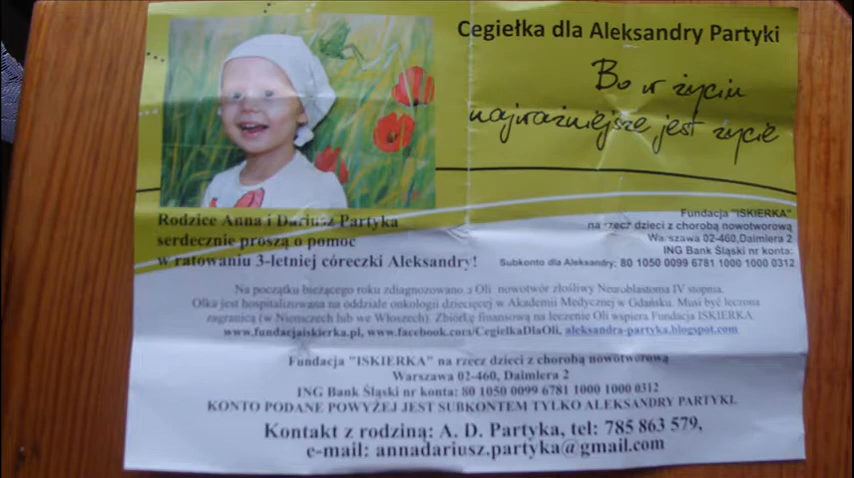 Cegiełka dla Aleksandry Partyki
Bo w życiu
najważniejsze jest życie
Rodzice Anna i Dariusz Partyka
serdecznie proszą o pomoc
w ratowaniu 3-letniej córeczki Aleksandry!
Fundacja "ISKIERKA"
na rzecz dzieci z chorobą nowotworową
Warszawa 02-460, Daimlera 2
ING Bank Śląski nr konta:
Subkonto dla Aleksandry: 80 1050 0099 6781 1000 1000 0312
Na początku bieżącego roku zdiagnozowano a Oli nowotwór złośliwy Neuroblastoma IV stopnia.
Olka jest hospitalizowana na oddziale onkologii dziecięcej w Akademii Medycznej w Gdańsku. Musi być leczona
zagranicą (w Niemczech lub we Włoszech). Zbiórkę finansową na leczenie Oli wspiera Fundacja ISKIERKA
www.fundacjaiskierka.pl, www.facebook.com/CegielkaDlaOli, aleksandra-partyka.blogspot.com
Fundacja "ISKIERKA" na rzecz dzieci z chorobą nowotworową
Warszawa 02-460, Daimlera 2
ING Bank Śląski nr konta: 80 1050 0099 6781 1000 1000 0312
KONTO PODANE POWYŻEJ JEST SUBKONTEM TYLKO ALEKSANDRY PARTYKI.
Kontakt z rodziną: A. D. Partyka, tel: 785 863 579,
e-mail: annadariusz.partyka@gmail.com